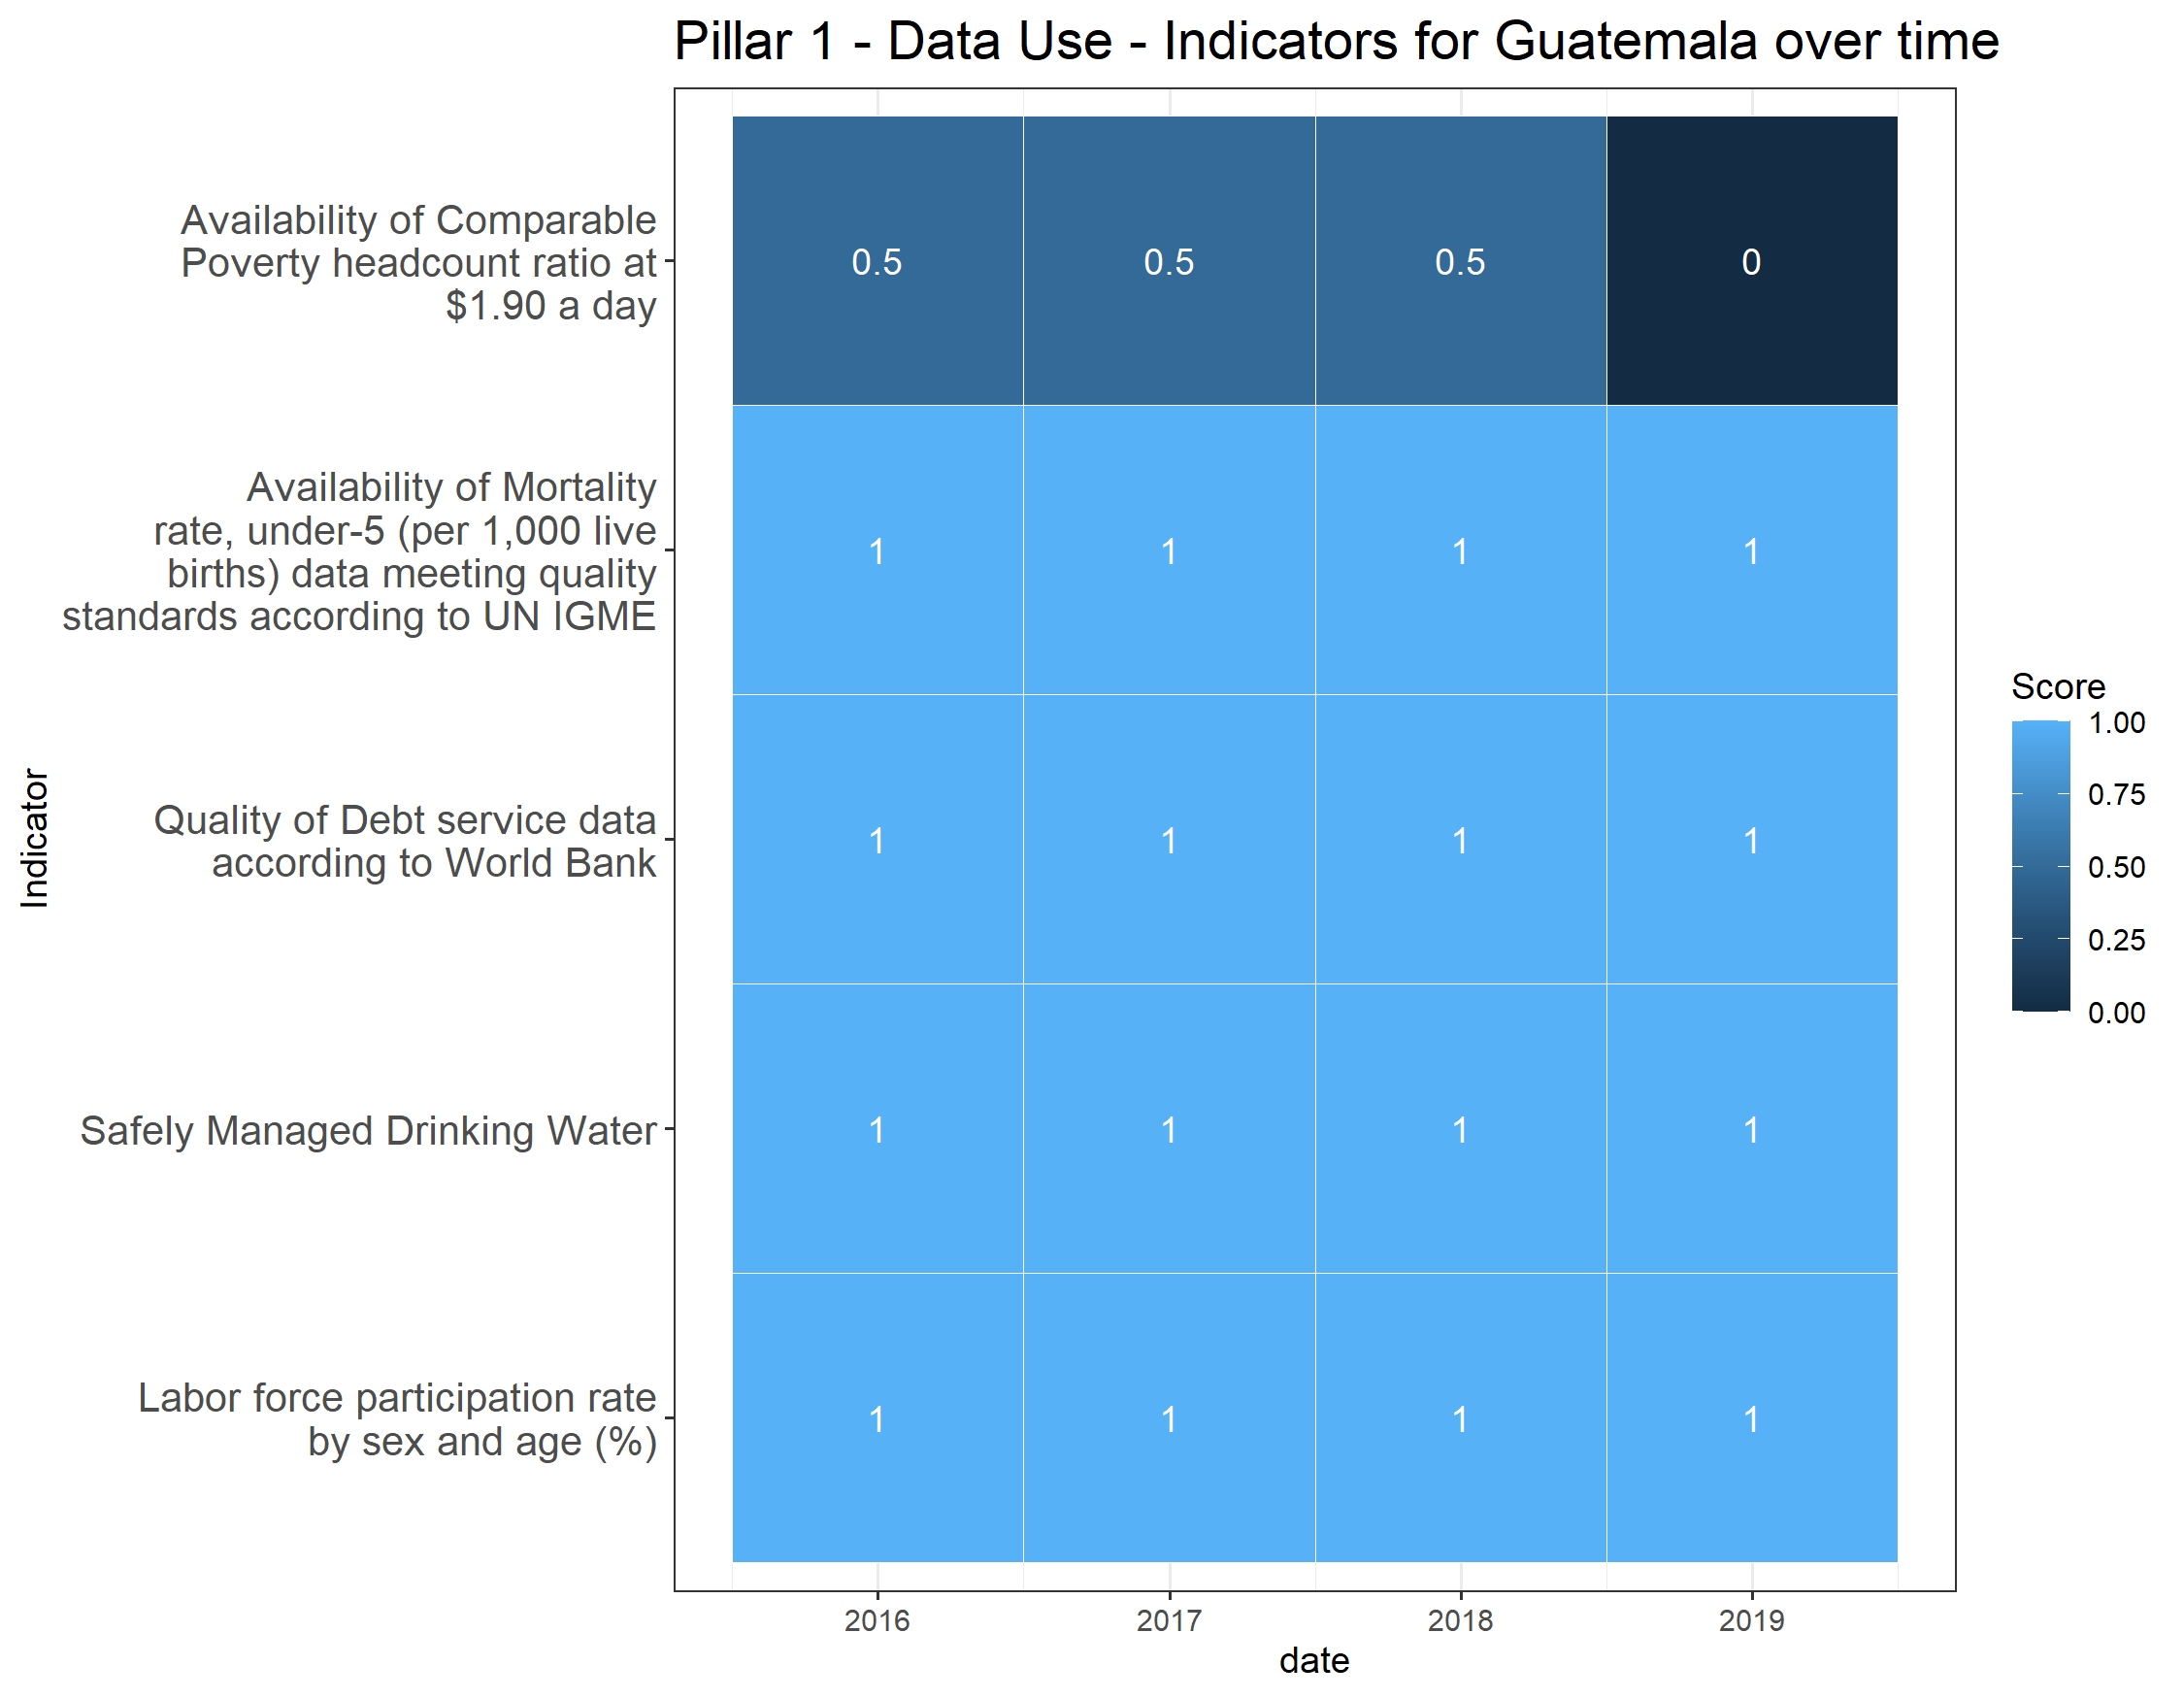 Pillar 1 - Data Use - Indicators for Guatemala over time
Availability of Comparable
Poverty headcount ratio at
$1.90 a day
0.5 0.5 0.5 0
Availability of Mortality
rate, under-5 (per 1,000 live
births) data meeting quality
standards according to UN IGME
1 1 1 1
Quality of Debt service data
according to World Bank
1 1 1 1
Safely Managed Drinking Water
1 1 1 1
Labor force participation rate
by sex and age (%)
1 1 1 1
Indicator
2016 2017 2018 2019
date
Score
1.00
0.75
0.50
0.25
0.00